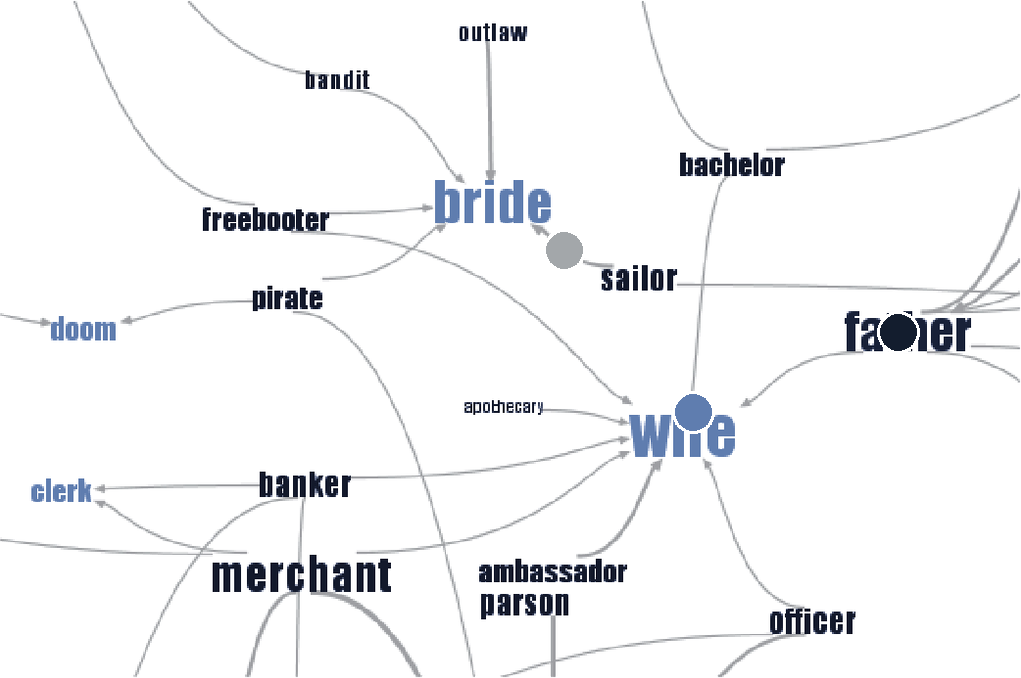 outlaw
bandit
bachelor
bride
freebooter
sailor
pirate
doom
father
apothecary
wife
banker
clerk
merchant
ambassador
parson
officer